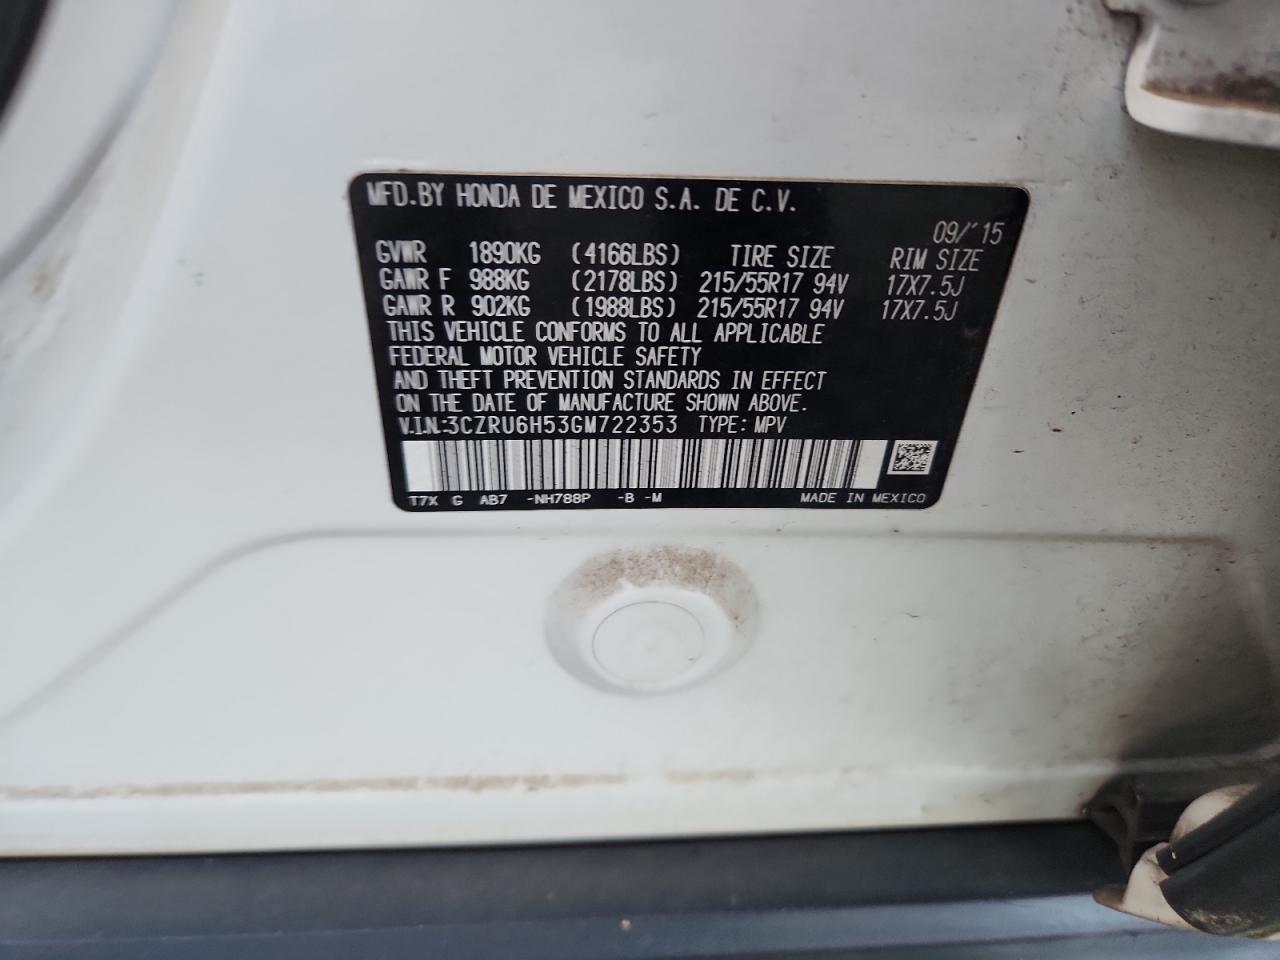 MFD.BY HONDA DE MEXICO S.A. DE C.V.
09/'15
GVWR 1890KG (4166LBS) TIRE SIZE RIM SIZE
GAWR F 988KG (2178LBS) 215/55R17 94V 17X7.5J
GAWR R 902KG (1988LBS) 215/55R17 94V 17X7.5J
THIS VEHICLE CONFORMS TO ALL APPLICABLE
FEDERAL MOTOR VEHICLE SAFETY
AND THEFT PREVENTION STANDARDS IN EFFECT
ON THE DATE OF MANUFACTURE SHOWN ABOVE.
V.I.N.:3CZRU6H53GM722353 TYPE: MPV
T7X G AB7 -NH788P -B -M MADE IN MEXICO